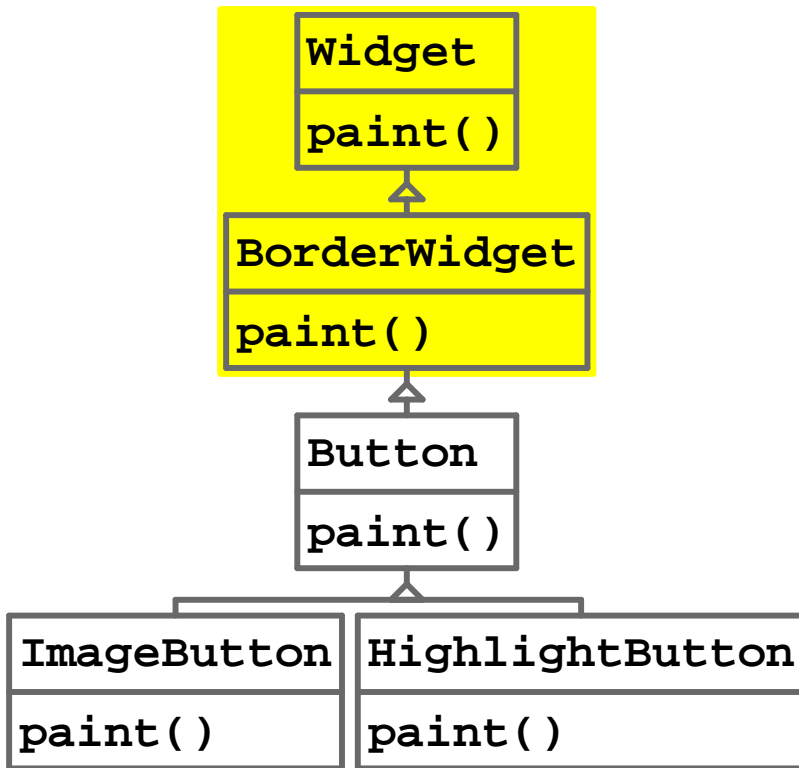 Widget
paint()
BorderWidget
paint()
Button
paint()
ImageButton
paint()
HighlightButton
paint()